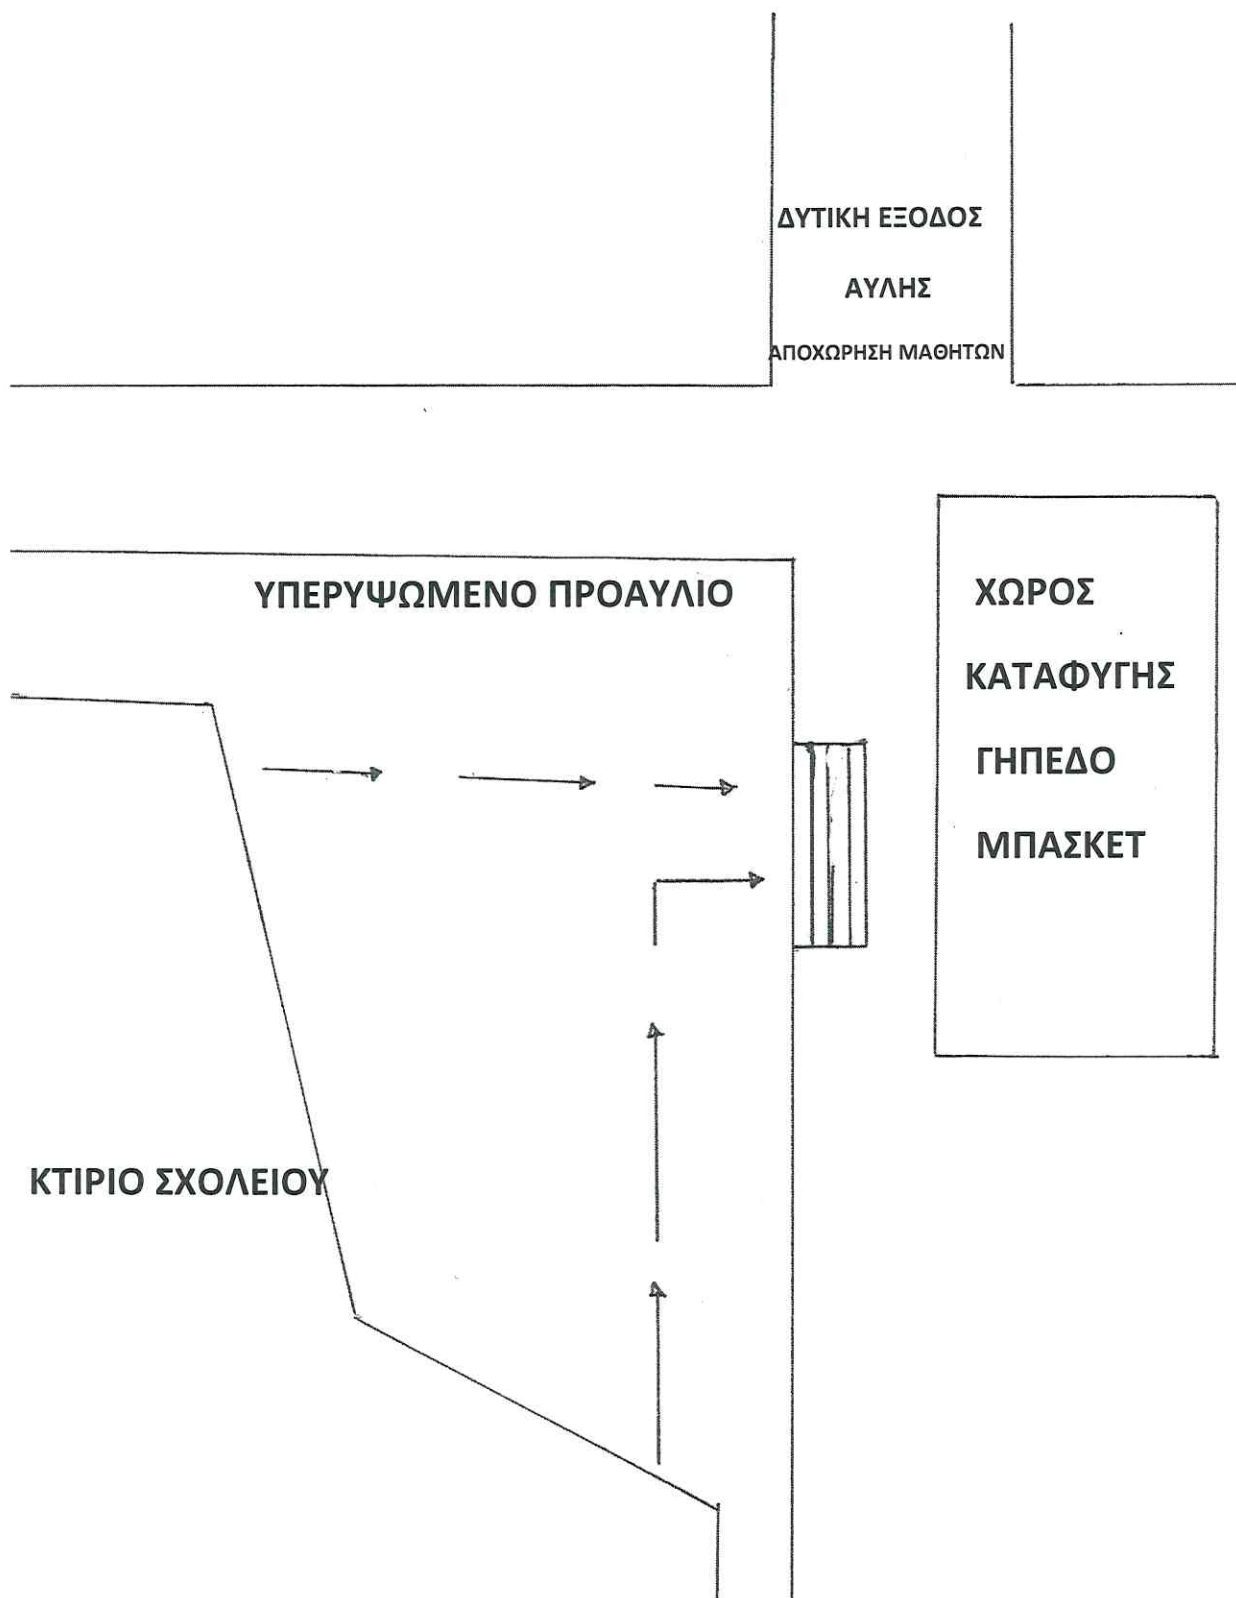 ΔΥΤΙΚΗ ΕΞΟΔΟΣ
ΑΥΛΗΣ
ΑΠΟΧΩΡΗΣΗ ΜΑΘΗΤΩΝ
ΥΠΕΡΥΨΩΜΕΝΟ ΠΡΟΑΥΛΙΟ
ΧΩΡΟΣ
ΚΑΤΑΦΥΓΗΣ
ΓΗΠΕΔΟ
ΜΠΑΣΚΕΤ
ΚΤΙΡΙΟ ΣΧΟΛΕΙΟΥ